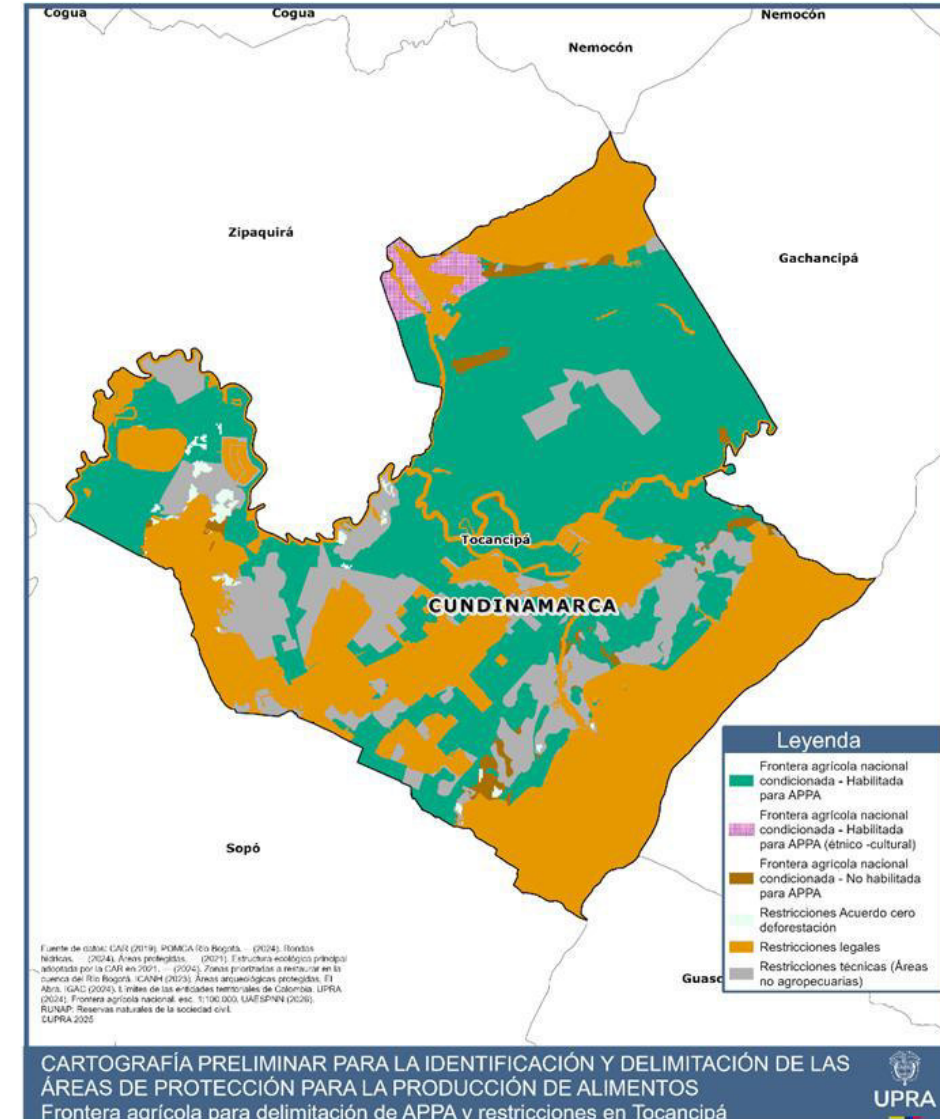 Cogua
Cogua
Nemocón
Nemocón
Zipaquirá
Gachancipá
Tocancipá
CUNDINAMARCA
Sopó
Guasc
Leyenda
Frontera agrícola nacional
condicionada - Habilitada
para APPA
Frontera agrícola nacional
condicionada - Habilitada
para APPA (étnico -cultural)
Frontera agrícola nacional
condicionada - No habilitada
para APPA
Restricciones Acuerdo cero
deforestación
Restricciones legales
Restricciones técnicas (Áreas
no agropecuarias)
Fuente de datos: CAR (2019). POMCA Río Bogotá. — (2024). Rondas
hídricas. — (2024). Áreas protegidas. — (2021). Estructura ecológica principal
adoptada por la CAR en 2021. — (2024). Zonas priorizadas a restaurar en la
cuenca del Río Bogotá. ICANH (2023). Áreas arqueológicas protegidas, El
Abra. IGAC (2024). Límites de las entidades territoriales de Colombia. UPRA
(2024). Frontera agrícola nacional. esc. 1:100.000. UAESPNN
RUNAP: Reservas naturales de la sociedad civil.
©UPRA 2025
CARTOGRAFÍA PRELIMINAR PARA LA IDENTIFICACIÓN Y DELIMITACIÓN DE LAS
ÁREAS DE PROTECCIÓN PARA LA PRODUCCIÓN DE ALIMENTOS
Frontera agrícola para delimitación de APPA y restricciones en Tocancipá
UPRA